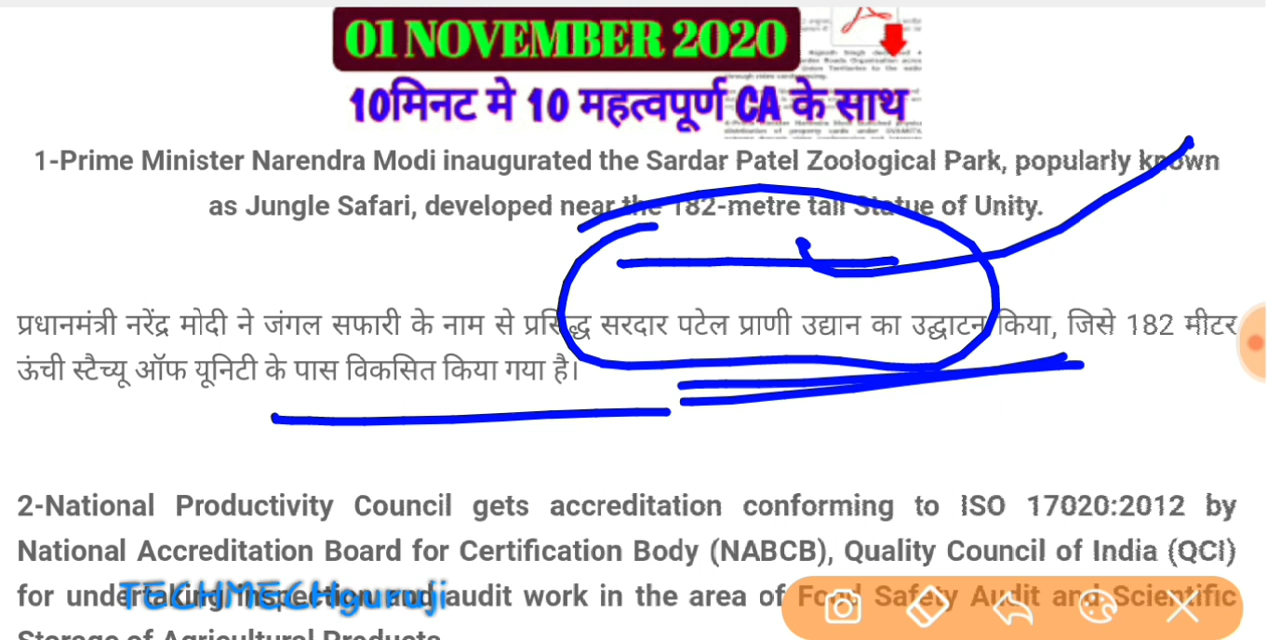 01 NOVEMBER 2020
10मिनट मे 10 महत्वपूर्ण CA के साथ
1-Prime Minister Narendra Modi inaugurated the Sardar Patel Zoological Park, popularly known
as Jungle Safari, developed near the 182-metre tall Statue of Unity.
प्रधानमंत्री नरेंद्र मोदी ने जंगल सफारी के नाम से प्रसिद्ध सरदार पटेल प्राणी उद्यान का उद्घाटन किया, जिसे 182 मीटर
ऊंची स्टैच्यू ऑफ यूनिटी के पास विकसित किया गया है।
2-National Productivity Council gets accreditation conforming to ISO 17020:2012 by
National Accreditation Board for Certification Body (NABCB), Quality Council of India (QCI)
for undertaking inspection and audit work in the area of Food Safety Audit and Scientific
TECHMECHguruji
Storage of Agricultural Products